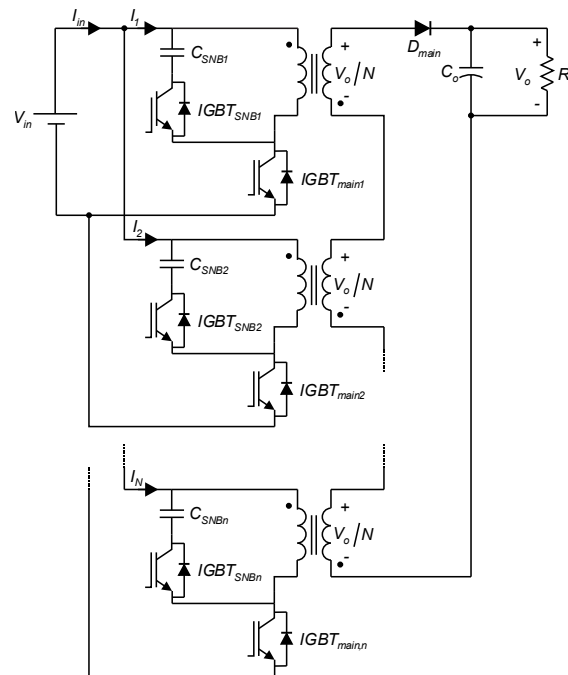 I_in I_1
C_SNB1
+
V_o/N
-
D_main
C_o
+
V_o
-
R
V_in
IGBT_SNB1
IGBT_main1
I_2
C_SNB2
+
V_o/N
-
IGBT_SNB2
IGBT_main2
I_N
C_SNBn
+
V_o/N
-
IGBT_SNBn
IGBT_main,n